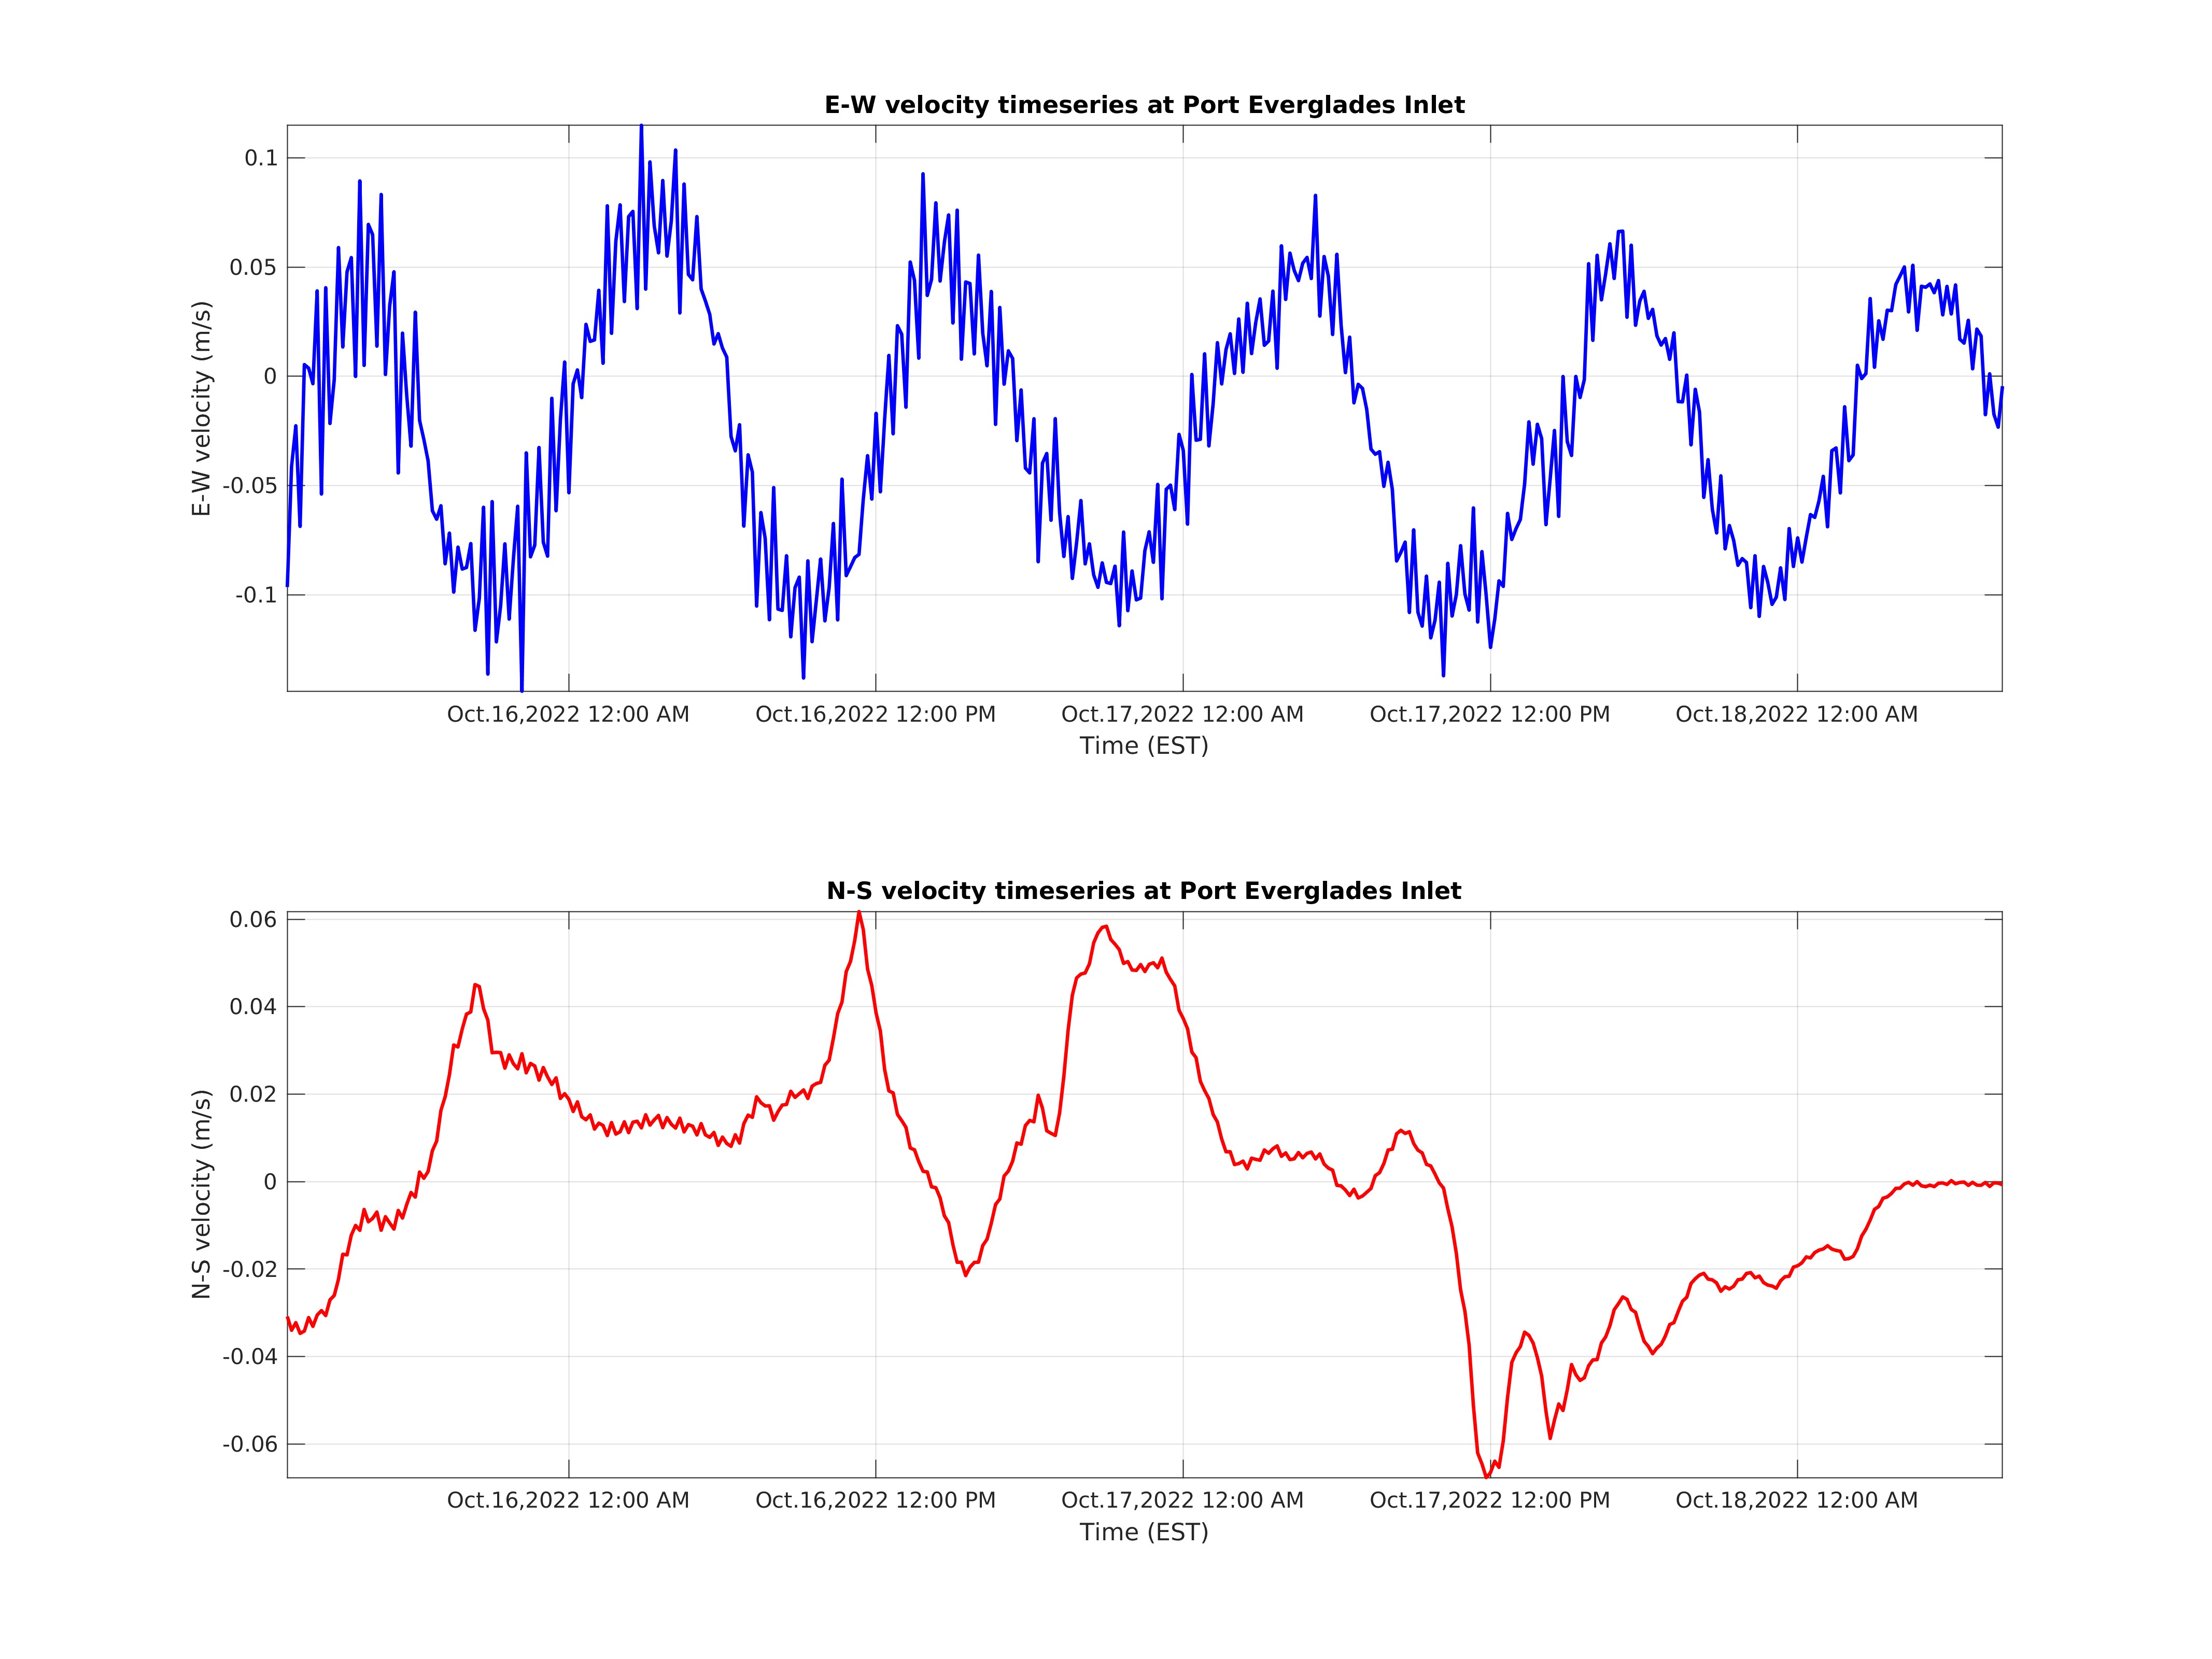 E-W velocity timeseries at Port Everglades Inlet
0.1
0.05
0
-0.05
-0.1
E-W velocity (m/s)
Oct.16,2022 12:00 AM Oct.16,2022 12:00 PM Oct.17,2022 12:00 AM Oct.17,2022 12:00 PM Oct.18,2022 12:00 AM
Time (EST)
N-S velocity timeseries at Port Everglades Inlet
0.06
0.04
0.02
0
-0.02
-0.04
-0.06
N-S velocity (m/s)
Oct.16,2022 12:00 AM Oct.16,2022 12:00 PM Oct.17,2022 12:00 AM Oct.17,2022 12:00 PM Oct.18,2022 12:00 AM
Time (EST)